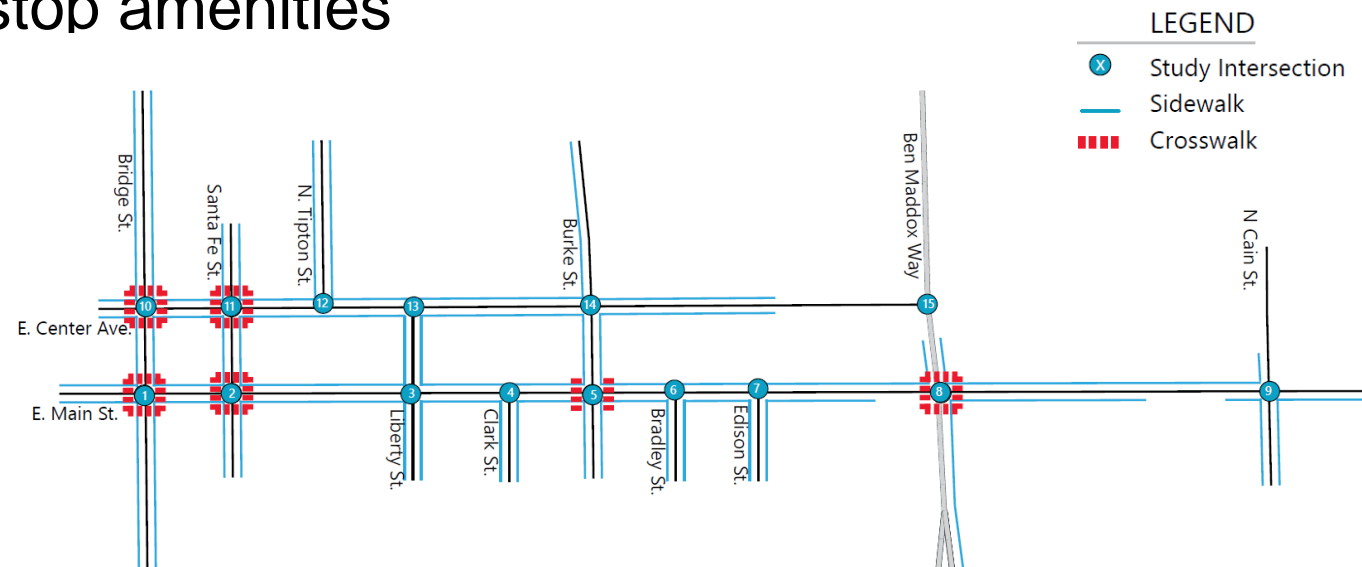 stop amenities
LEGEND
X Study Intersection
Sidewalk
Crosswalk
Bridge St.
Santa Fe St.
N. Tipton St.
Burke St.
Ben Maddox Way
N Cain St.
10
11
12
13
14
15
E. Center Ave.
1
2
3
4
5
6
7
8
9
E. Main St.
Liberty St.
Clark St.
Bradley St.
Edison St.